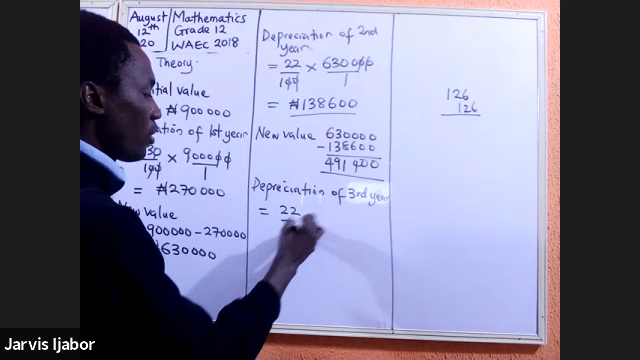 August
12th
20
Mathematics
Grade 12
WAEC 2018
Theory
tial value
₦900000
ation of 1st year
30/100 × 900000/1
= ₦270000
New value
900000 - 270000
630000
Depreciation of 2nd
year
= 22/100 × 630000/1
= ₦138600
New value 630000
-138600
491400
Depreciation of 3rd year
= 22
126
126
Jarvis Ijabor